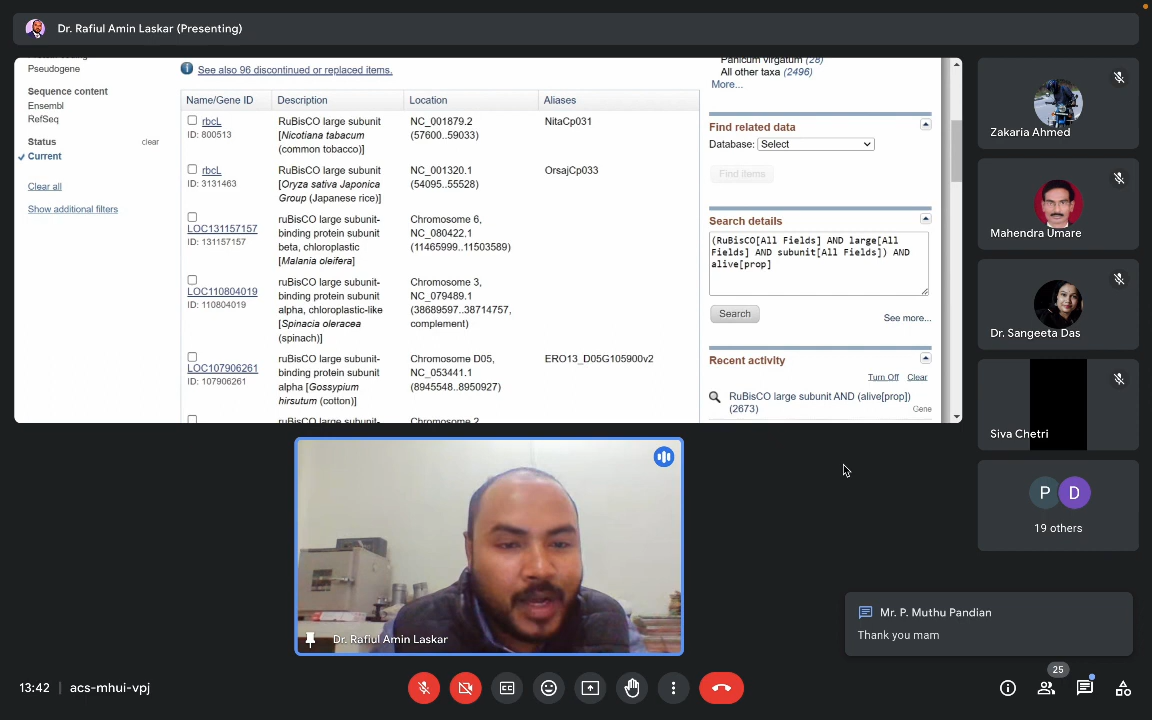 Dr. Rafiul Amin Laskar (Presenting)
Pseudogene
Sequence content
Ensembl
RefSeq
Status
clear
Current
Clear all
Show additional filters
See also 96 discontinued or replaced items.
Name/Gene ID
Description
Location
Aliases
rbcL
ID: 800513
RuBisCO large subunit
[Nicotiana tabacum
(common tobacco)]
NC_001879.2
(57600..59033)
NitaCp031
rbcL
ID: 3131463
RuBisCO large subunit
[Oryza sativa Japonica
Group (Japanese rice)]
NC_001320.1
(54095..55528)
OrsajCp033
LOC131157157
ID: 131157157
ruBisCO large subunit-
binding protein subunit
beta, chloroplastic
[Malania oleifera]
Chromosome 6,
NC_080422.1
(11465999..11503589)
LOC110804019
ID: 110804019
ruBisCO large subunit-
binding protein subunit
alpha, chloroplastic-like
[Spinacia oleracea
(spinach)]
Chromosome 3,
NC_079489.1
(38689597..38714757,
complement)
LOC107906261
ID: 107906261
ruBisCO large subunit-
binding protein subunit
alpha [Gossypium
hirsutum (cotton)]
Chromosome D05,
NC_053441.1
(8945548..8950927)
ERO13_D05G105900v2
ruBisCO large subunit-
Chromosome 2
Panicum virgatum (28)
All other taxa (2496)
More...
Find related data
Database: Select
Find items
Search details
(RuBisCO[All Fields] AND large[All
Fields] AND subunit[All Fields]) AND
alive[prop]
Search
See more...
Recent activity
Turn Off Clear
RuBisCO large subunit AND (alive[prop])
(2673)
Gene
Zakaria Ahmed
Mahendra Umare
Dr. Sangeeta Das
Siva Chetri
P D
19 others
Dr. Rafiul Amin Laskar
Mr. P. Muthu Pandian
Thank you mam
13:42 | acs-mhui-vpj
CC
25